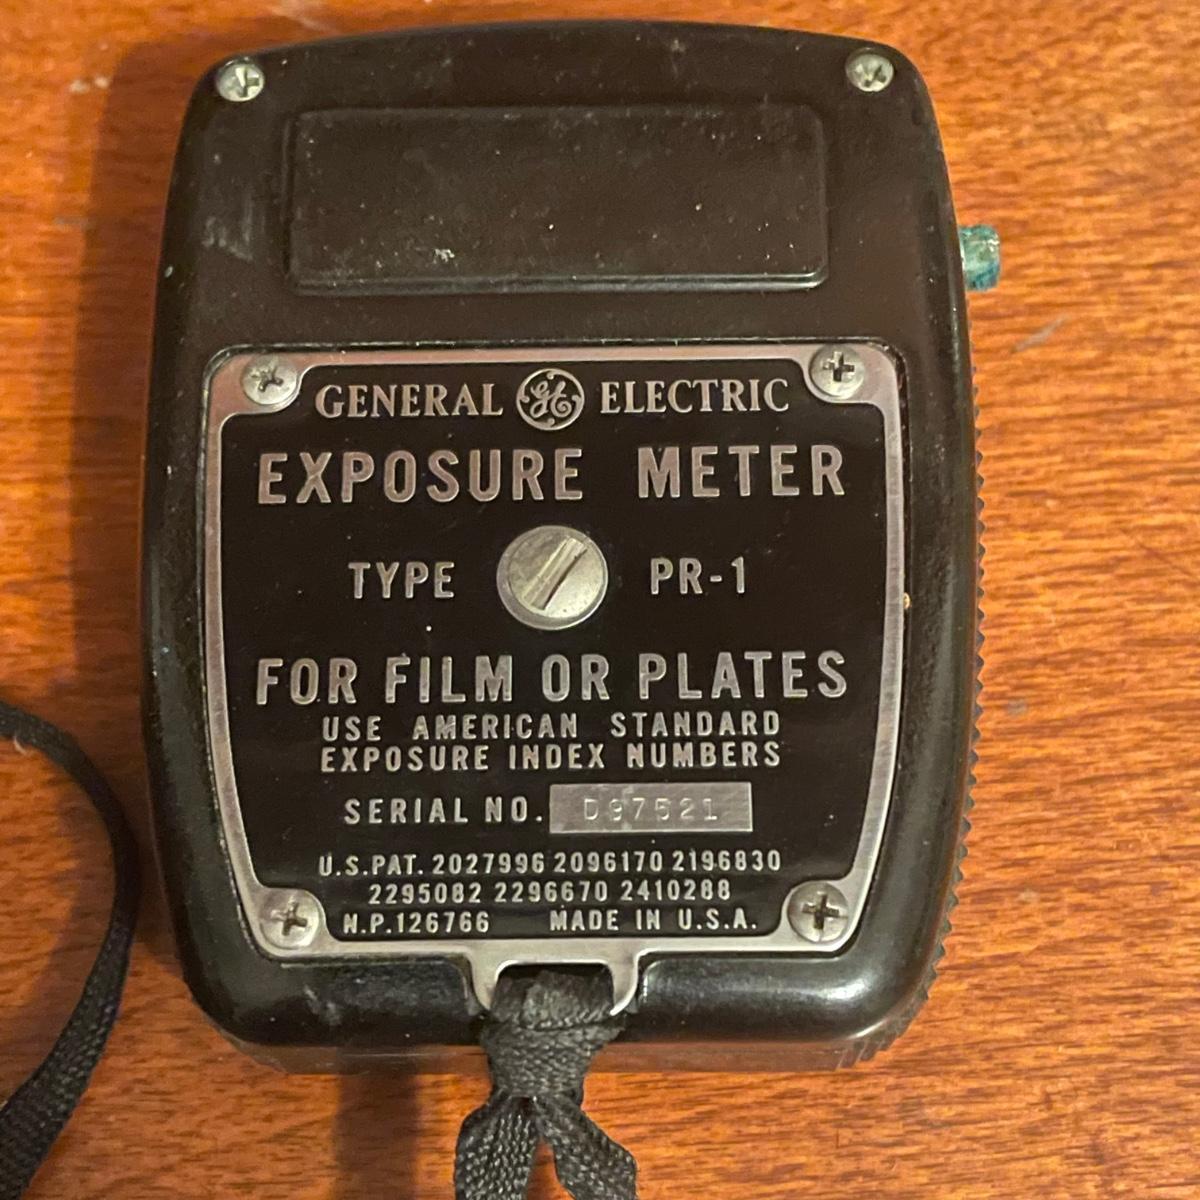 GENERAL GE ELECTRIC
EXPOSURE METER
TYPE PR-1
FOR FILM OR PLATES
USE AMERICAN STANDARD
EXPOSURE INDEX NUMBERS
SERIAL NO. D97521
U.S.PAT. 2027996 2096170 2196830
2295082 2296670 2410288
N.P.126766 MADE IN U.S.A.